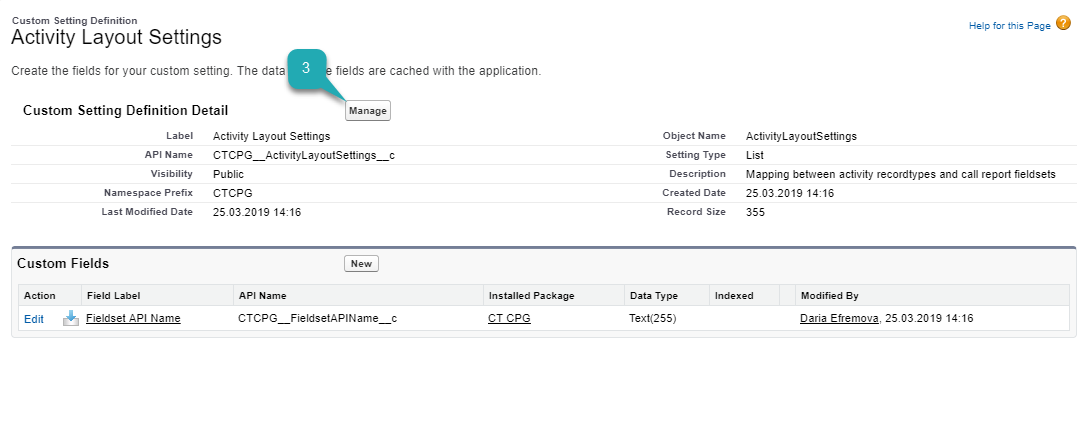 Custom Setting Definition
Activity Layout Settings
Help for this Page ?
Create the fields for your custom setting. The data e fields are cached with the application.
3
Custom Setting Definition Detail Manage
Label Activity Layout Settings Object Name ActivityLayoutSettings
API Name CTCPG__ActivityLayoutSettings__c Setting Type List
Visibility Public Description Mapping between activity recordtypes and call report fieldsets
Namespace Prefix CTCPG Created Date 25.03.2019 14:16
Last Modified Date 25.03.2019 14:16 Record Size 355
Custom Fields New
Action Field Label API Name Installed Package Data Type Indexed Modified By
Edit Fieldset API Name CTCPG__FieldsetAPIName__c CT CPG Text(255) Daria Efremova, 25.03.2019 14:16